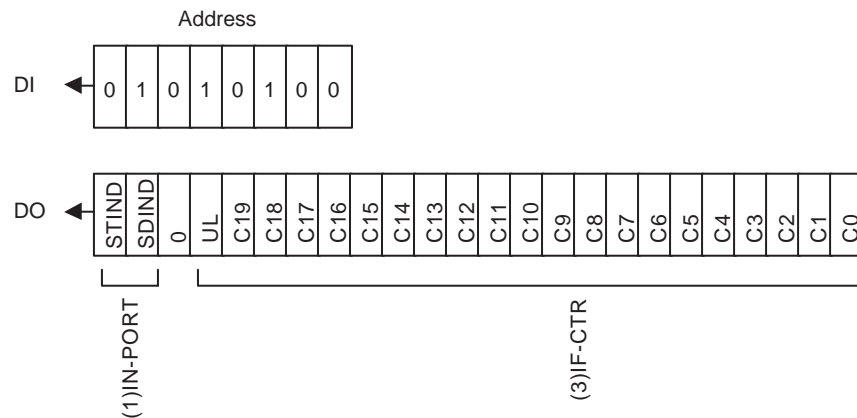 Address
DI 0 1 0 1 0 1 0 0
DO STIND SDIND 0 UL C19 C18 C17 C16 C15 C14 C13 C12 C11 C10 C9 C8 C7 C6 C5 C4 C3 C2 C1 C0
(1)IN-PORT
(3)IF-CTR